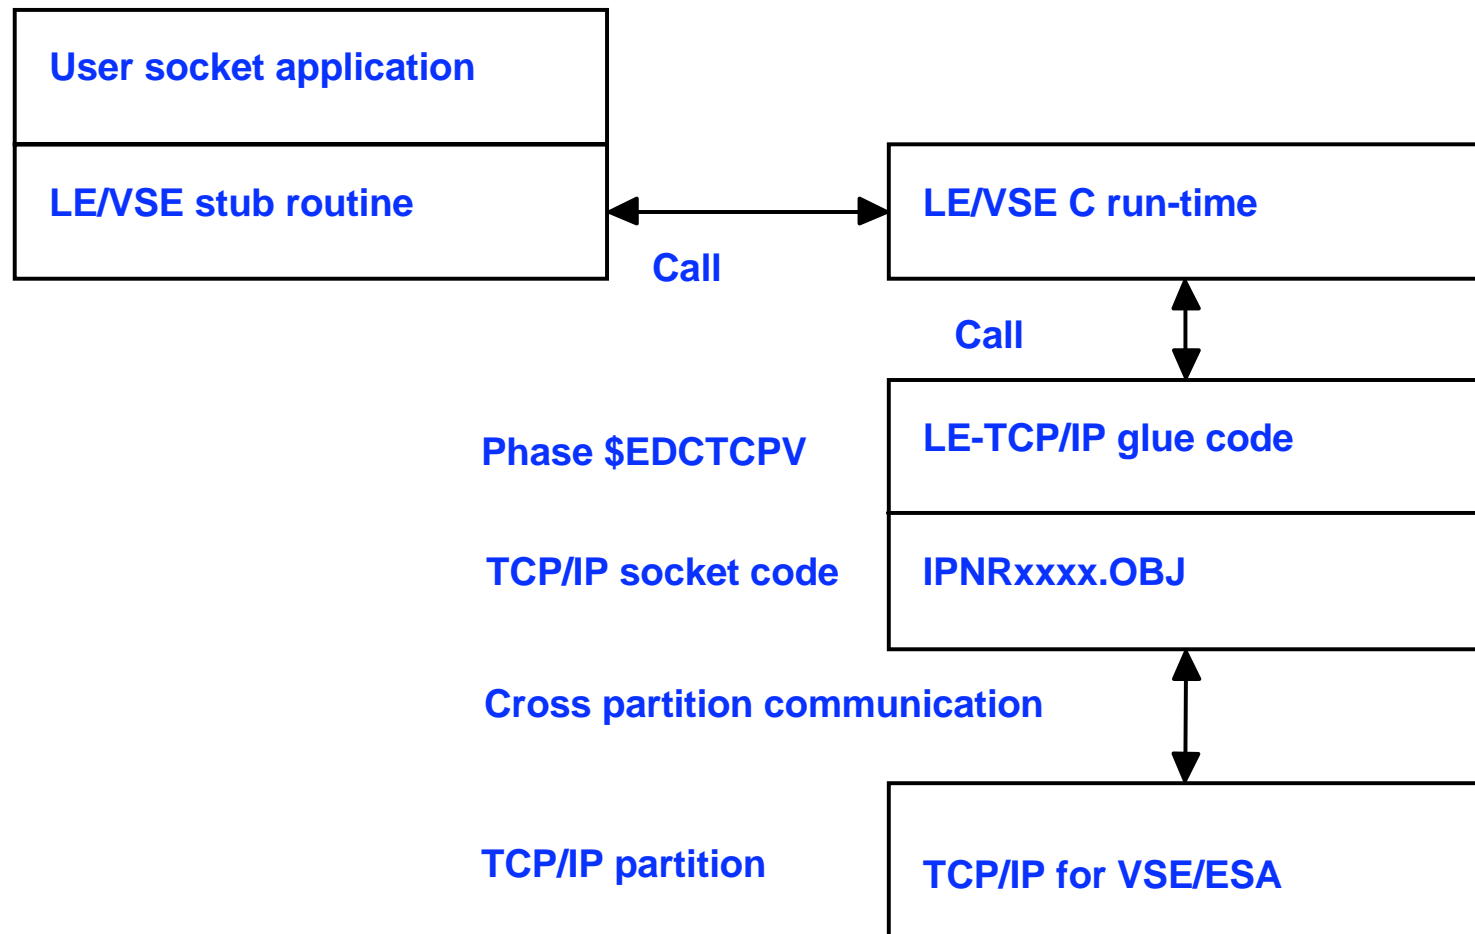 User socket application
LE/VSE stub routine
LE/VSE C run-time
Call
Call
Phase $EDCTCPV
LE-TCP/IP glue code
TCP/IP socket code
IPNRxxxx.OBJ
Cross partition communication
TCP/IP partition
TCP/IP for VSE/ESA